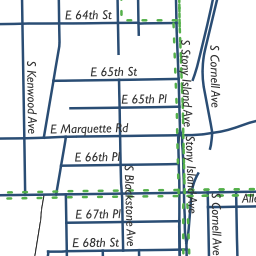 E 64th St
S Kenwood Ave
S Stony Island Ave
S Cornell Ave
E 65th St
E 65th Pl
E Marquette Rd
E 66th Pl
S Blackstone Ave
Stony Island Ave
S Cornell Ave
E 67th Pl
E 68th St